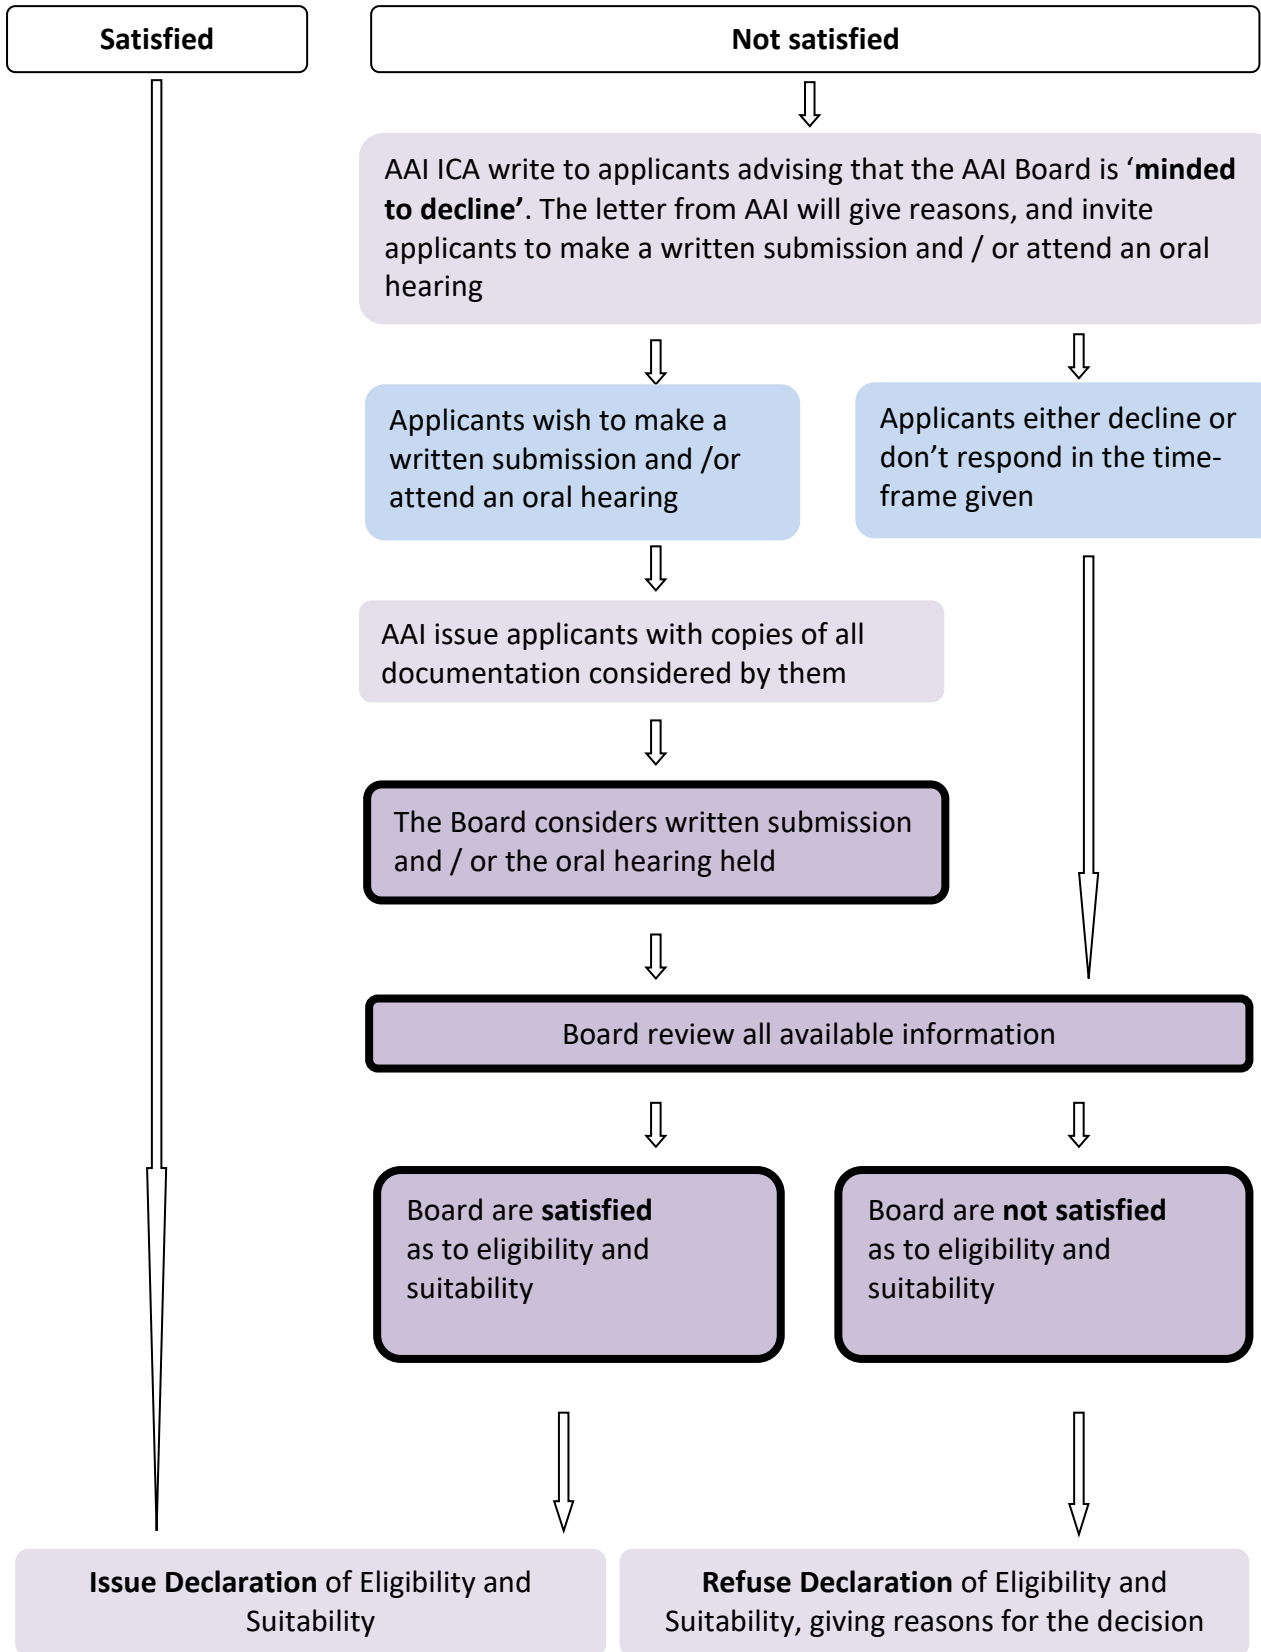 Satisfied
Not satisfied
AAI ICA write to applicants advising that the AAI Board is ‘minded
to decline’. The letter from AAI will give reasons, and invite
applicants to make a written submission and / or attend an oral
hearing
Applicants wish to make a
written submission and /or
attend an oral hearing
Applicants either decline or
don’t respond in the time-
frame given
AAI issue applicants with copies of all
documentation considered by them
The Board considers written submission
and / or the oral hearing held
Board review all available information
Board are satisfied
as to eligibility and
suitability
Board are not satisfied
as to eligibility and
suitability
Issue Declaration of Eligibility and
Suitability
Refuse Declaration of Eligibility and
Suitability, giving reasons for the decision